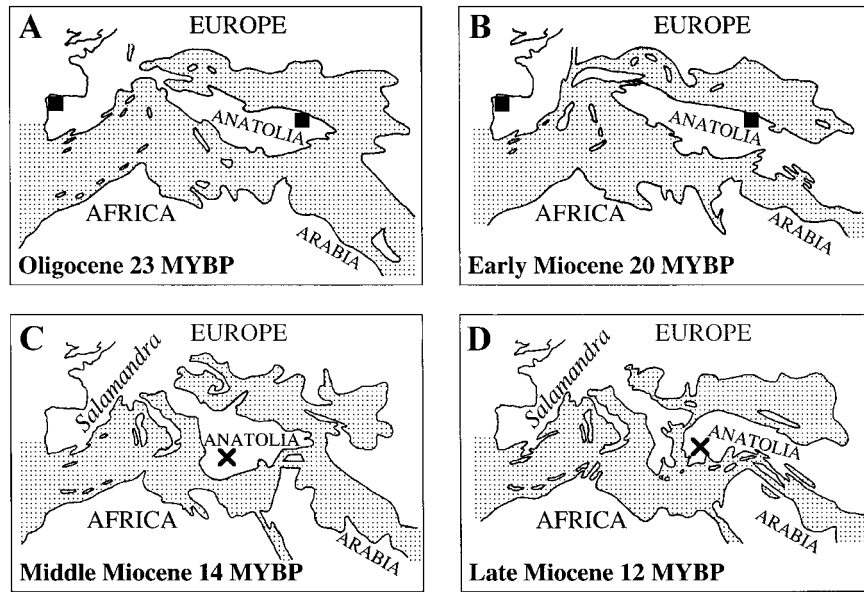 A
EUROPE
ANATOLIA
AFRICA
ARABIA
Oligocene 23 MYBP
B
EUROPE
ANATOLIA
AFRICA
ARABIA
Early Miocene 20 MYBP
C
EUROPE
Salamandra
ANATOLIA
AFRICA
ARABIA
Middle Miocene 14 MYBP
D
EUROPE
Salamandra
ANATOLIA
AFRICA
ARABIA
Late Miocene 12 MYBP